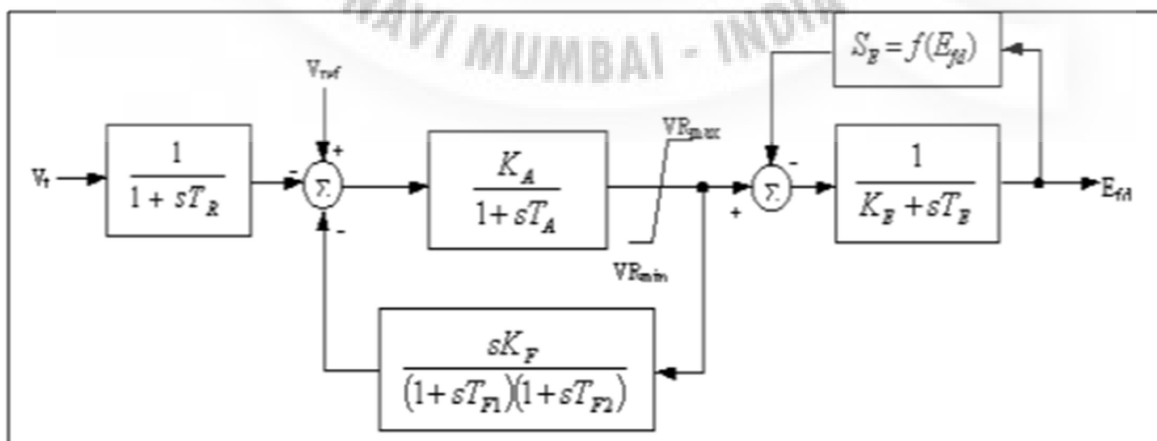 NAVI MUMBAI - INDIA
S_E = f(E_fd)
V_ref
+
VR_max
-
1
1 + sT_R
V_t
-
Σ
K_A
1 + sT_A
+
Σ
1
K_E + sT_E
E_fd
-
VR_min
sK_F
(1 + sT_F1)(1 + sT_F2)